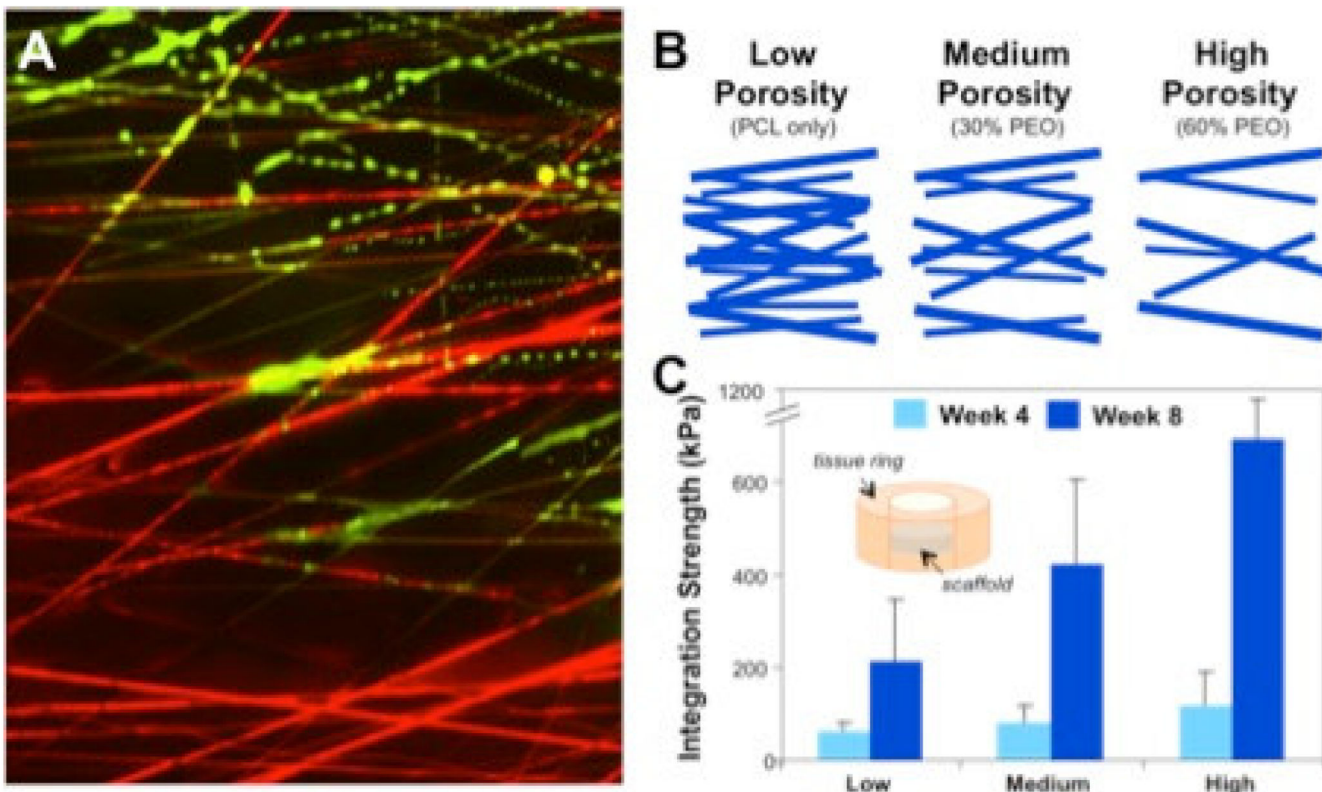 A
B
Low
Porosity
(PCL only)
Medium
Porosity
(30% PEO)
High
Porosity
(60% PEO)
C
Integration Strength (kPa)
1200
600
400
200
0
Week 4
Week 8
tissue ring
scaffold
Low
Medium
High